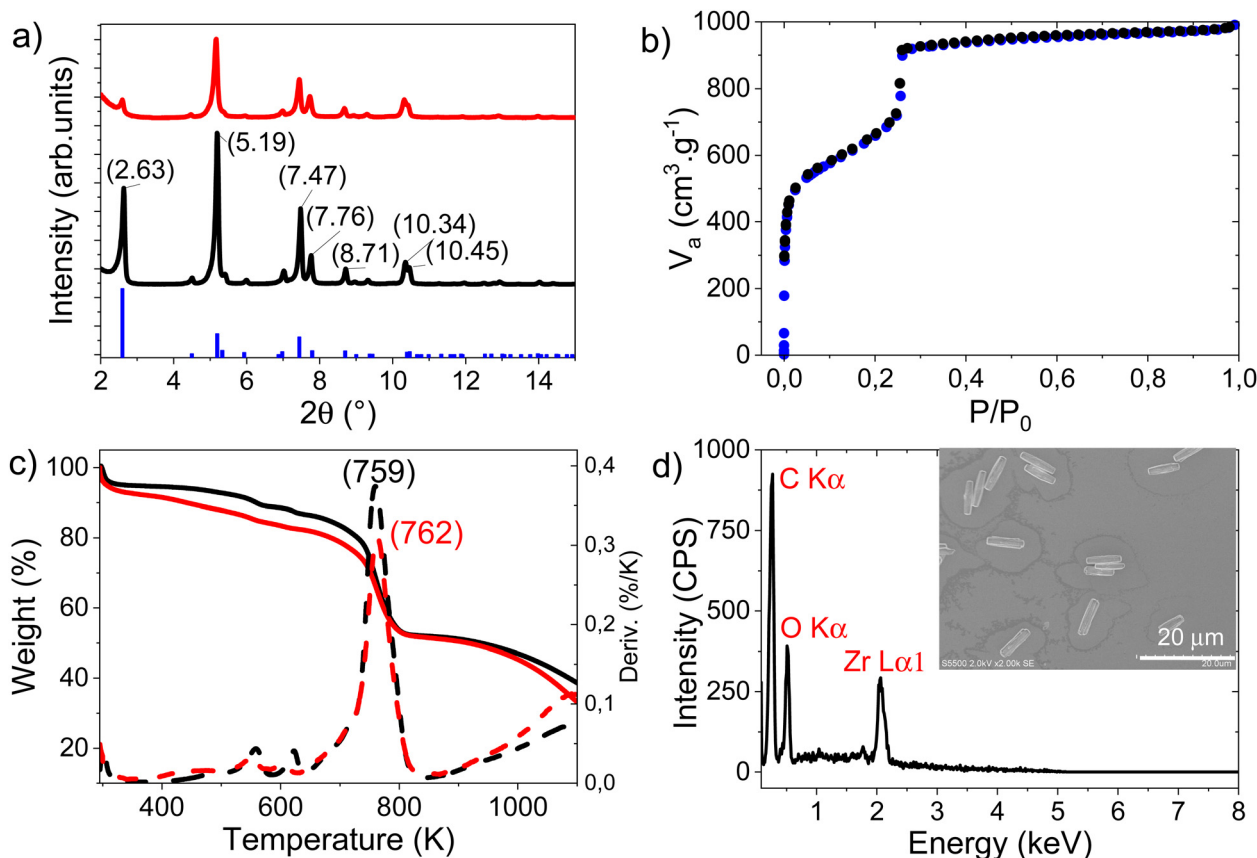 a)
Intensity (arb.units)
(2.63)
(5.19)
(7.47)
(7.76)
(8.71)
(10.34)
(10.45)
2 4 6 8 10 12 14
2θ (°)
b)
Vₐ (cm³.g⁻¹)
1000
800
600
400
200
0
0,0 0,2 0,4 0,6 0,8 1,0
P/P₀
c)
Weight (%)
100
80
60
40
20
(759)
(762)
0,4
0,3
0,2
0,1
0,0
Deriv. (%/K)
400 600 800 1000
Temperature (K)
d)
Intensity (CPS)
1000
750
500
250
0
C Kα
O Kα
Zr Lα1
20 μm
S5500 2.0kV x2.00k SE
20.0um
1 2 3 4 5 6 7 8
Energy (keV)